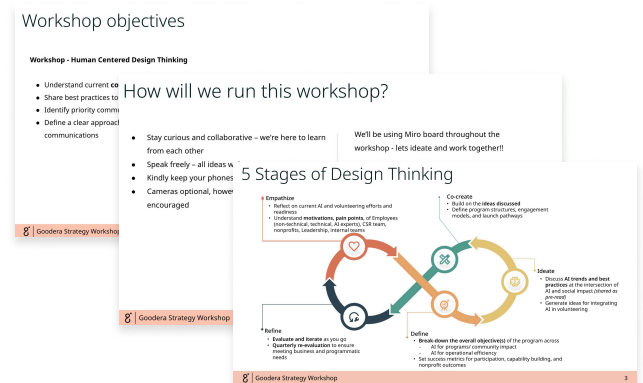 Workshop objectives
Workshop - Human Centered Design Thinking
● Understand current co
● Share best practices to
● Identify priority comme
● Define a clear approach
communications
Goodera Strategy Workshop
How will we run this workshop?
● Stay curious and collaborative – we're here to learn
from each other
● Speak freely – all ideas w
● Kindly keep your phones
● Cameras optional, howe
encouraged
We'll be using Miro board throughout the
workshop - lets ideate and work together!!
Goodera Strategy Workshop
5 Stages of Design Thinking
Empathize
• Reflect on current AI and volunteering efforts and
readiness
• Understand motivations, pain points, of Employees
(non-technical, technical, AI experts), CSR team,
nonprofits, Leadership, internal teams
Co-create
• Build on the ideas discussed
• Define program structures, engagement
models, and launch pathways
Ideate
• Discuss AI trends and best
practices at the intersection of
AI and social impact (shared as
pre-read)
• Generate ideas for integrating
AI in volunteering
Refine
• Evaluate and iterate as you go
• Quarterly re-evaluation to ensure
meeting business and programmatic
needs
Define
• Break-down the overall objective(s) of the program across
- AI for programs/ community impact
- AI for operational efficiency
• Set success metrics for participation, capability building, and
nonprofit outcomes
Goodera Strategy Workshop
3